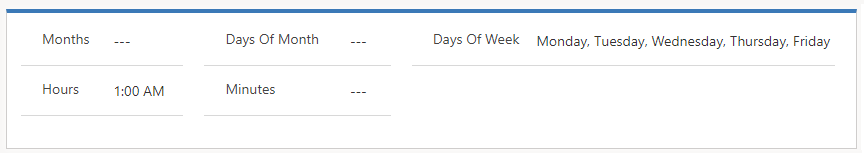 Months --- Days Of Month --- Days Of Week Monday, Tuesday, Wednesday, Thursday, Friday
Hours 1:00 AM Minutes ---